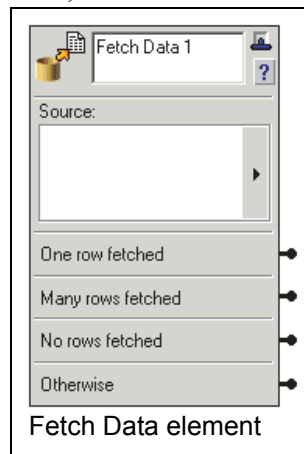 Fetch Data 1
?
Source:
One row fetched
Many rows fetched
No rows fetched
Otherwise
Fetch Data element